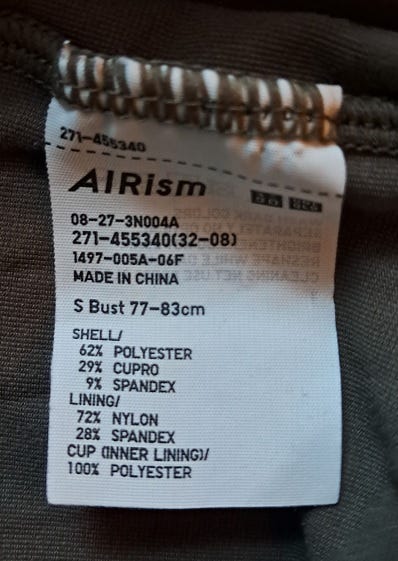 271-455340
AIRism
08-27-3N004A
271-455340(32-08)
1497-005A-06F
MADE IN CHINA
S Bust 77-83cm
SHELL/
62% POLYESTER
29% CUPRO
9% SPANDEX
LINING/
72% NYLON
28% SPANDEX
CUP (INNER LINING)/
100% POLYESTER